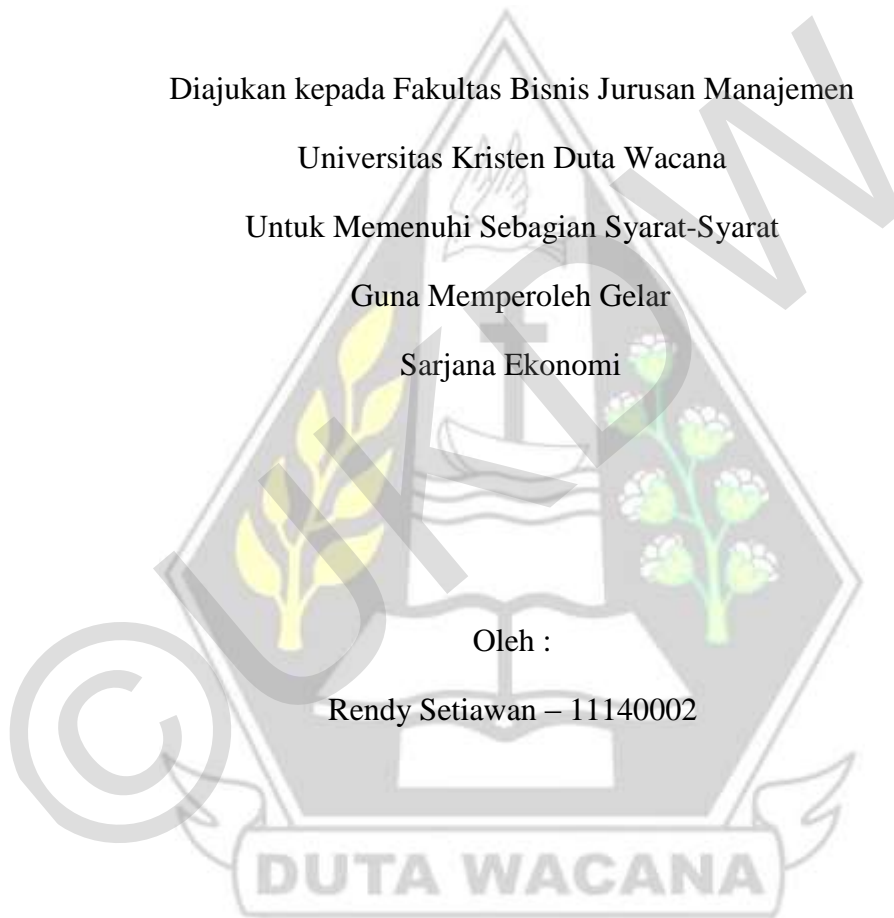 Diajukan kepada Fakultas Bisnis Jurusan Manajemen
Universitas Kristen Duta Wacana
Untuk Memenuhi Sebagian Syarat-Syarat
Guna Memperoleh Gelar
Sarjana Ekonomi
Oleh :
Rendy Setiawan – 11140002
DUTA WACANA
©UKDW